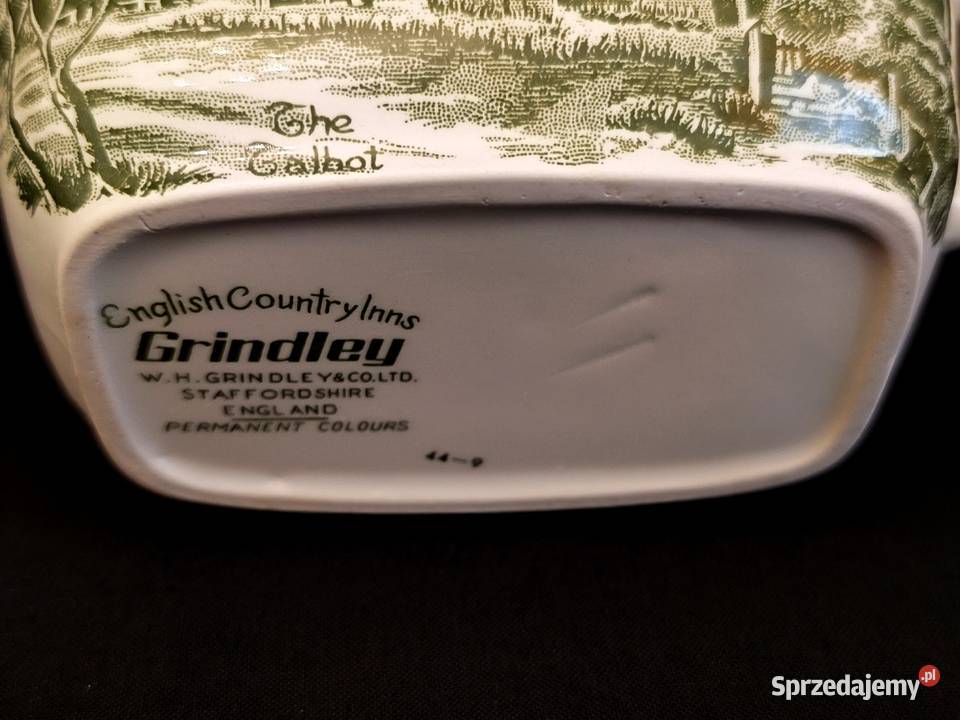 The
Talbot
English Country Inns
Grindley
W.H.GRINDLEY&CO.LTD.
STAFFORDSHIRE
ENGLAND
PERMANENT COLOURS
44-9
Sprzedajemy.pl